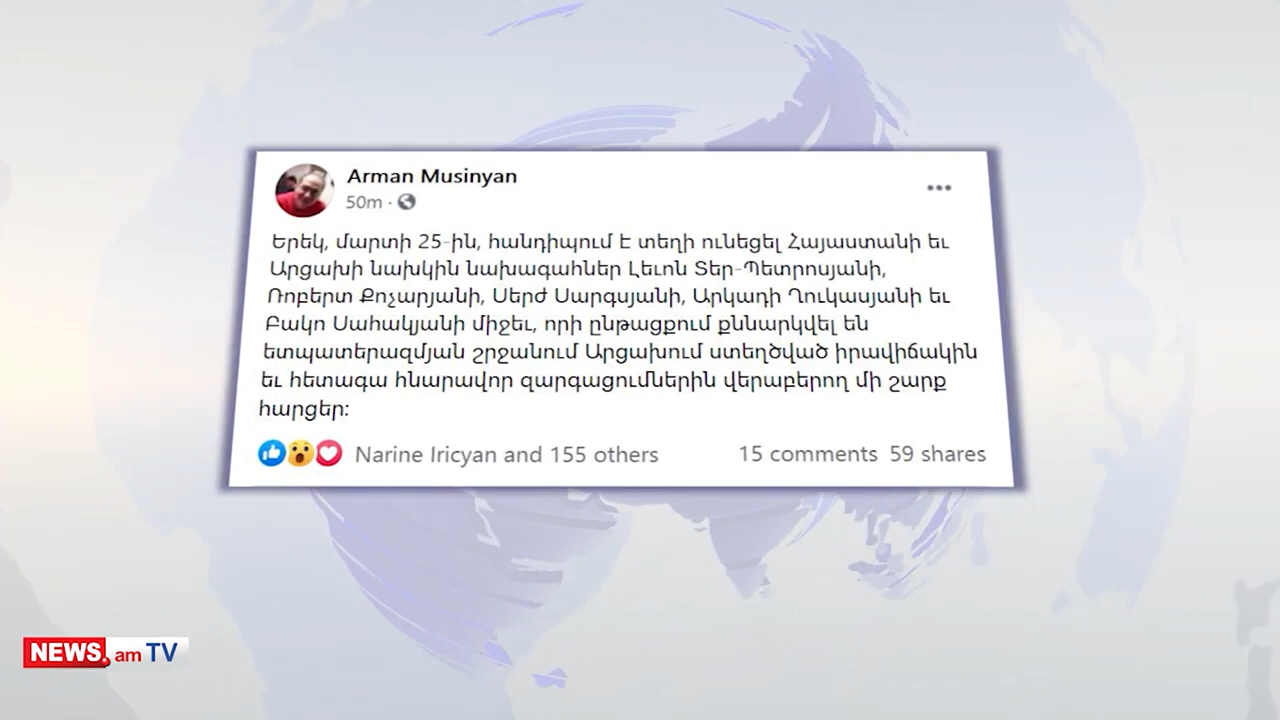 Arman Musinyan
50m ·
Երեկ, մարտի 25-ին, հանդիպում է տեղի ունեցել Հայաստանի եւ
Արցախի նախկին նախագահներ Լեւոն Տեր-Պետրոսյանի,
Ռոբերտ Քոչարյանի, Սերժ Սարգսյանի, Արկադի Ղուկասյանի եւ
Բակո Սահակյանի միջեւ, որի ընթացքում քննարկվել են
ետպատերազմյան շրջանում Արցախում ստեղծված իրավիճակին
եւ հետագա հնարավոր զարգացումներին վերաբերող մի շարք
հարցեր։
Narine Iricyan and 155 others 15 comments 59 shares
NEWS.am TV